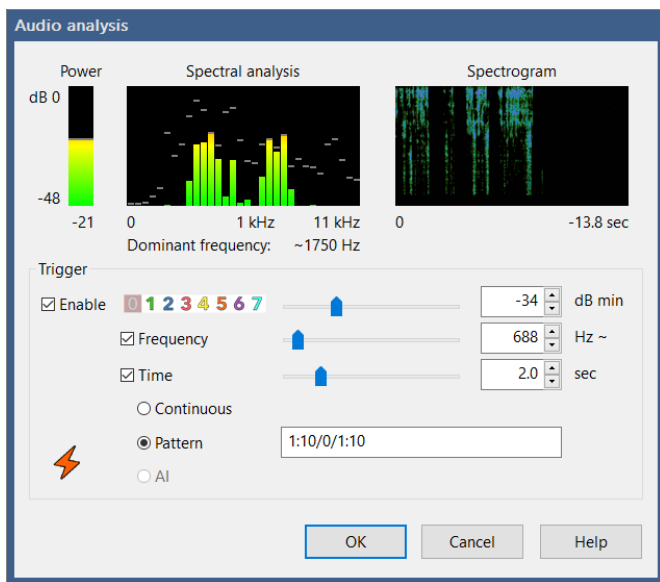 Audio analysis
Power Spectral analysis Spectrogram
dB 0
-48
-21 0 1 kHz 11 kHz 0 -13.8 sec
Dominant frequency: ~1750 Hz
Trigger
Enable 0 1 2 3 4 5 6 7 -34 dB min
Frequency 688 Hz ~
Time 2.0 sec
Continuous
Pattern 1:10/0/1:10
AI
OK Cancel Help